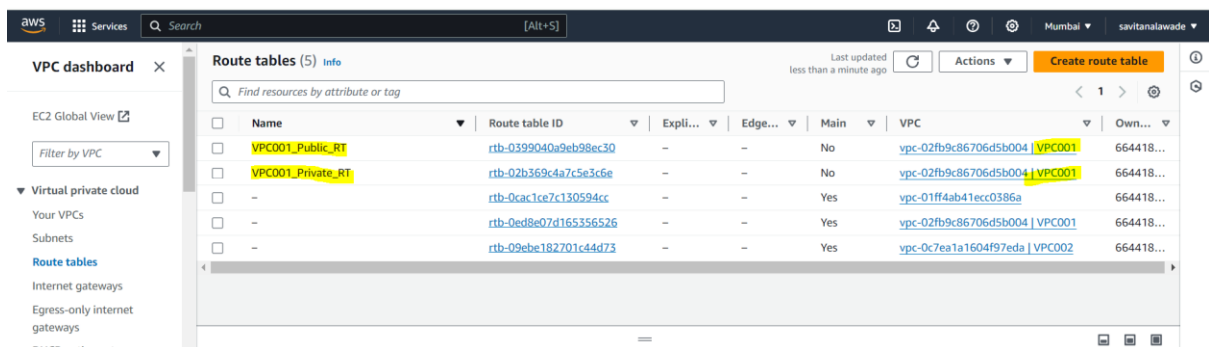 aws Services Search [Alt+S] Mumbai ▼ savitanalawade ▼
VPC dashboard
EC2 Global View
Filter by VPC
Virtual private cloud
Your VPCs
Subnets
Route tables
Internet gateways
Egress-only internet
gateways
Route tables (5) Info
Last updated
less than a minute ago
Actions ▼ Create route table
Find resources by attribute or tag
1
Name Route table ID Expli... Edge... Main VPC Own...
VPC001_Public_RT rtb-0399040a9eb98ec30 – – No vpc-02fb9c86706d5b004 | VPC001 664418...
VPC001_Private_RT rtb-02b369c4a7c5e3c6e – – No vpc-02fb9c86706d5b004 | VPC001 664418...
– rtb-0cac1ce7c130594cc – – Yes vpc-01ff4ab41ecc0386a 664418...
– rtb-0ed8e07d165356526 – – Yes vpc-02fb9c86706d5b004 | VPC001 664418...
– rtb-09ebe182701c44d73 – – Yes vpc-0c7ea1a1604f97eda | VPC002 664418...